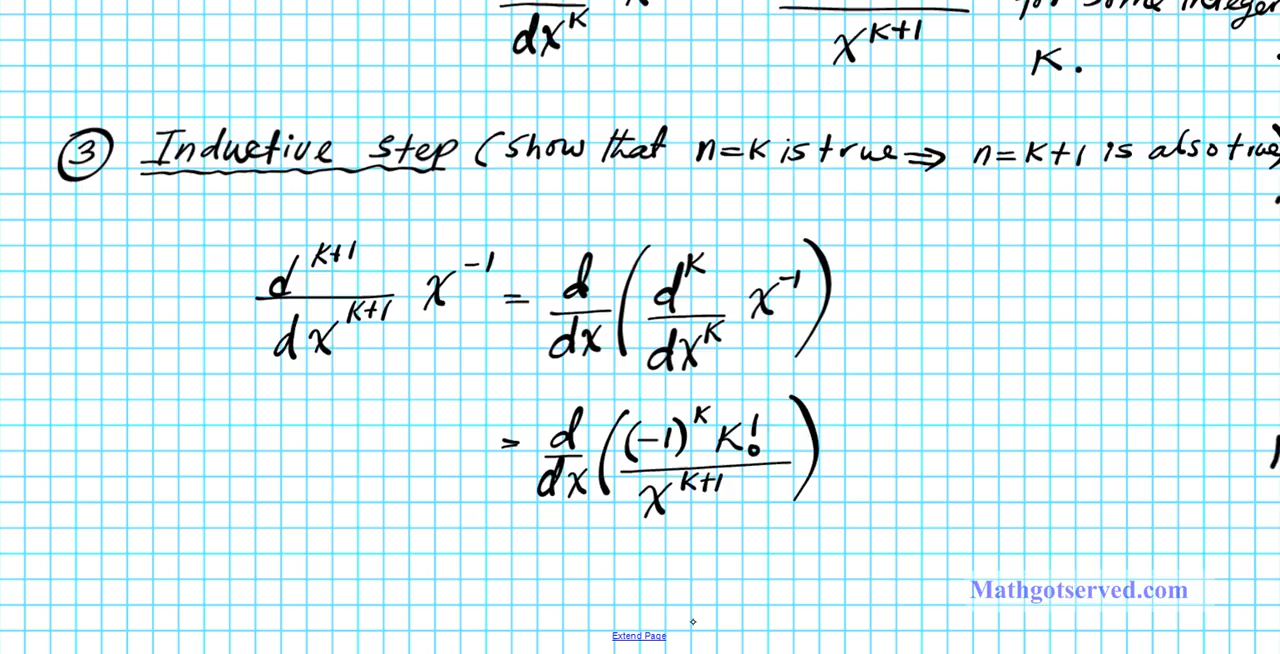 dx^K x^{K+1} for some integer
K.
③ Inductive step (show that n=K is true ⇒ n=K+1 is also true)
d^{K+1}/dx^{K+1} x^{-1} = d/dx (d^K/dx^K x^{-1})
= d/dx ((-1)^K K!/x^{K+1})
Mathgotserved.com
Extend Page